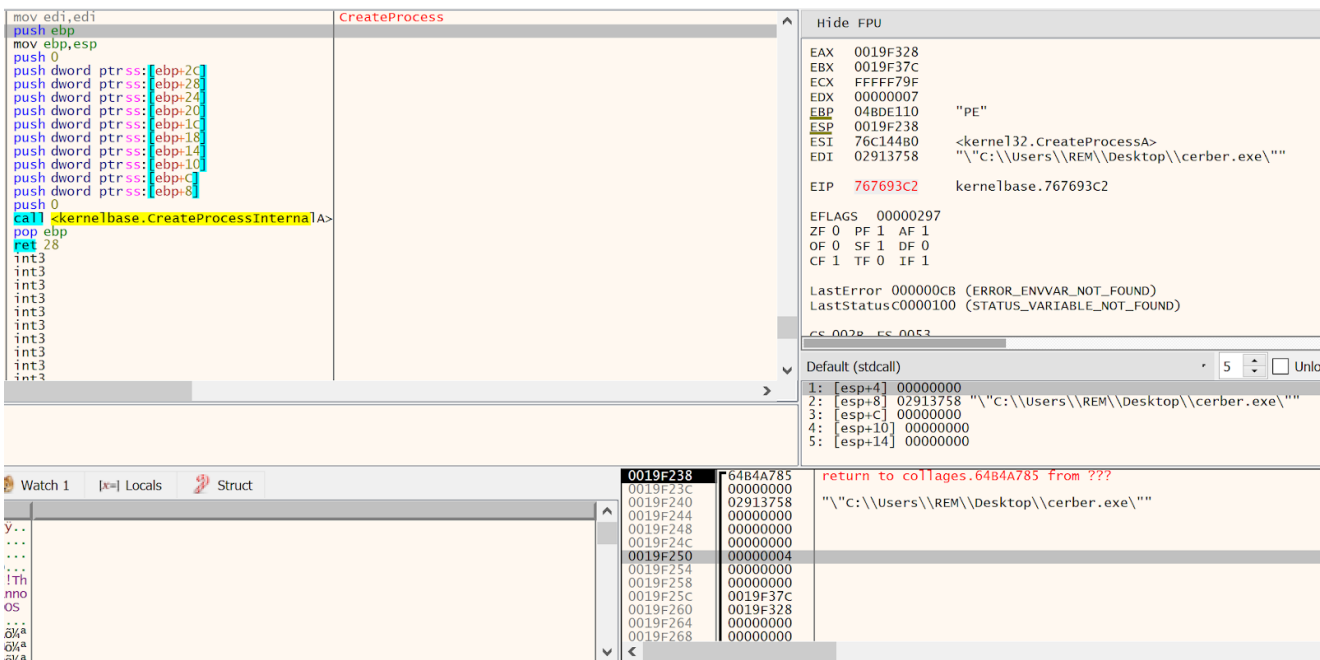 mov edi,edi CreateProcess
push ebp
mov ebp,esp
push 0
push dword ptr ss:[ebp+2C]
push dword ptr ss:[ebp+28]
push dword ptr ss:[ebp+24]
push dword ptr ss:[ebp+20]
push dword ptr ss:[ebp+1C]
push dword ptr ss:[ebp+18]
push dword ptr ss:[ebp+14]
push dword ptr ss:[ebp+10]
push dword ptr ss:[ebp+C]
push dword ptr ss:[ebp+8]
push 0
call <kernelbase.CreateProcessInternalA>
pop ebp
ret 28
int3
int3
int3
int3
int3
int3
int3
int3
int3
int3
Hide FPU
EAX 0019F328
EBX 0019F37C
ECX FFFFF79F
EDX 00000007
EBP 04BDE110 "PE"
ESP 0019F238
ESI 76C144B0 <kernel32.CreateProcessA>
EDI 02913758 "\"C:\\Users\\REM\\Desktop\\cerber.exe\""
EIP 767693C2 kernelbase.767693C2
EFLAGS 00000297
ZF 0 PF 1 AF 1
OF 0 SF 1 DF 0
CF 1 TF 0 IF 1
LastError 000000CB (ERROR_ENVVAR_NOT_FOUND)
LastStatus C0000100 (STATUS_VARIABLE_NOT_FOUND)
CS 002B FS 0053
Default (stdcall) 5 Unlo
1: [esp+4] 00000000
2: [esp+8] 02913758 "\"C:\\Users\\REM\\Desktop\\cerber.exe\""
3: [esp+C] 00000000
4: [esp+10] 00000000
5: [esp+14] 00000000
Watch 1 |x=| Locals Struct
ÿ..
...
...
...
!Th
nno
OS
...
0019F238 64B4A785 return to collages.64B4A785 from ???
0019F23C 00000000
0019F240 02913758 "\"C:\\Users\\REM\\Desktop\\cerber.exe\""
0019F244 00000000
0019F248 00000000
0019F24C 00000000
0019F250 00000004
0019F254 00000000
0019F258 00000000
0019F25C 0019F37C
0019F260 0019F328
0019F264 00000000
0019F268 00000000